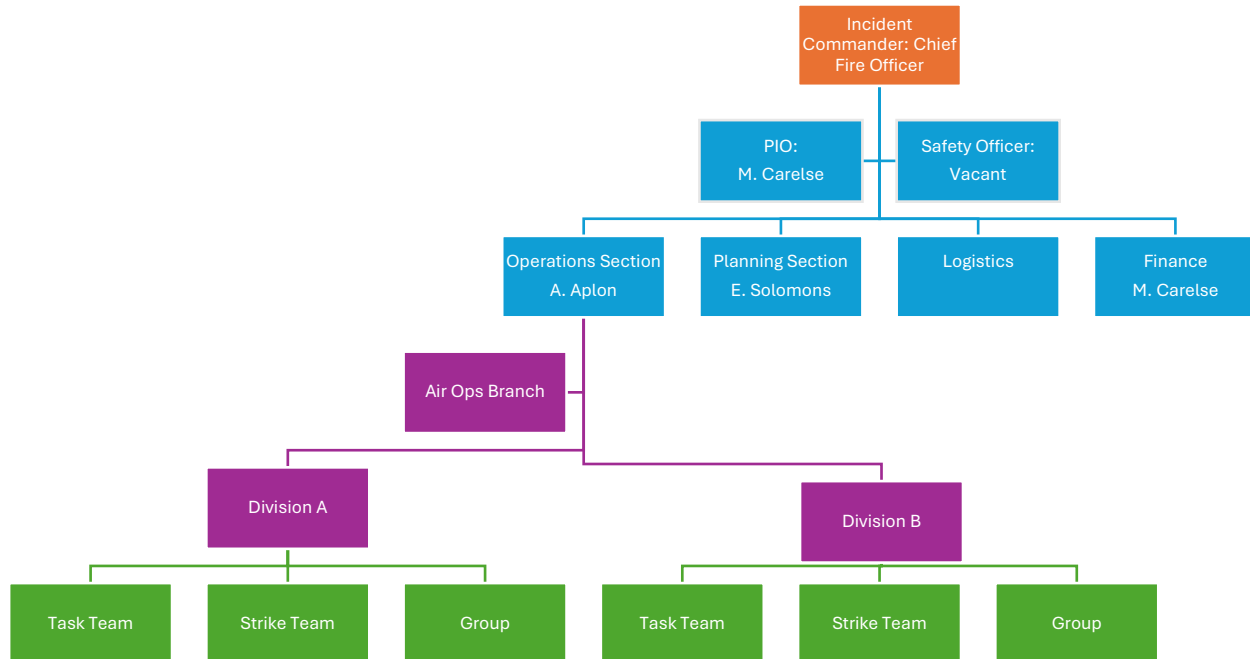 Incident
Commander: Chief
Fire Officer
PIO:
M. Carelse
Safety Officer:
Vacant
Operations Section
A. Aplon
Planning Section
E. Solomons
Logistics
Finance
M. Carelse
Air Ops Branch
Division A
Division B
Task Team
Strike Team
Group
Task Team
Strike Team
Group